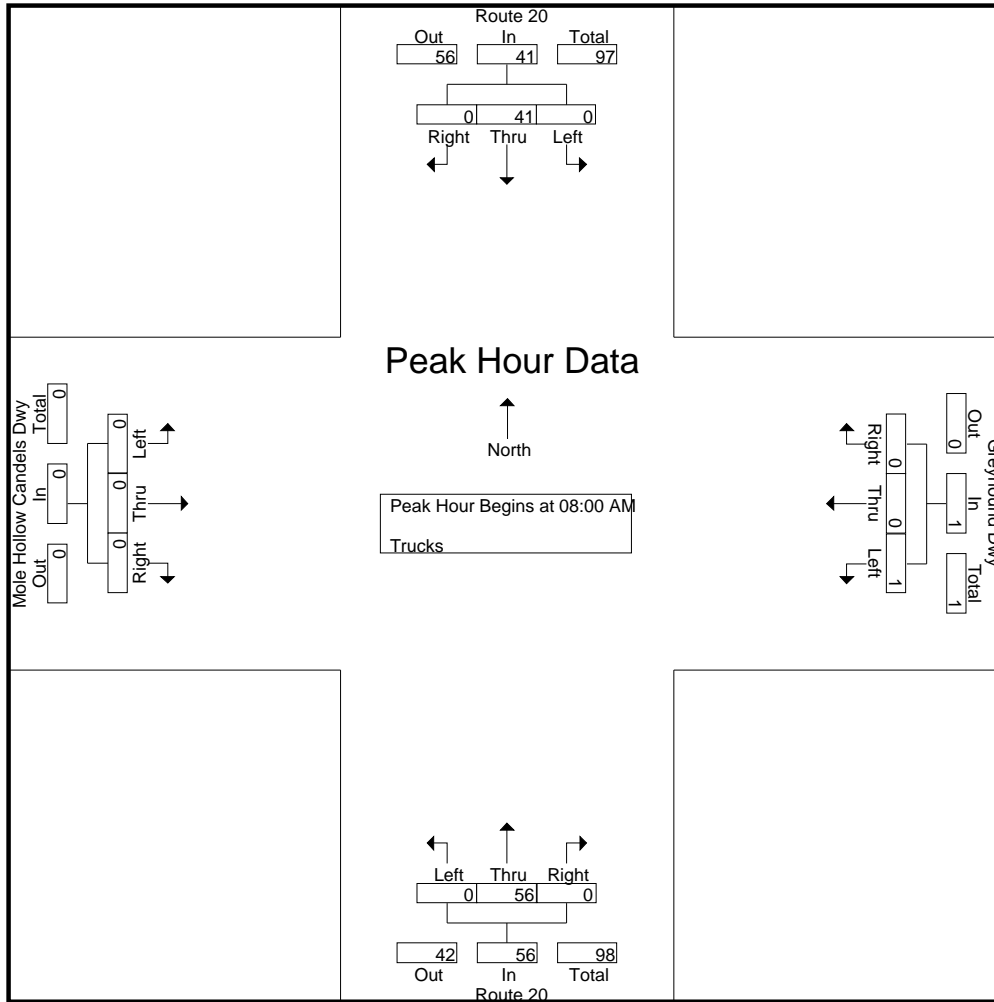 Route 20
Out In Total
56 41 97
0 41 0
Right Thru Left
Peak Hour Data
North
Peak Hour Begins at 08:00 AM
Trucks
Mole Hollow Candels Dwy
Total In Out
0 0 0
0 0 0
Left Thru Right
Greyhound Dwy
Out In Total
0 1 1
0 0 1
Right Thru Left
Left Thru Right
0 56 0
42 56 98
Out In Total
Route 20